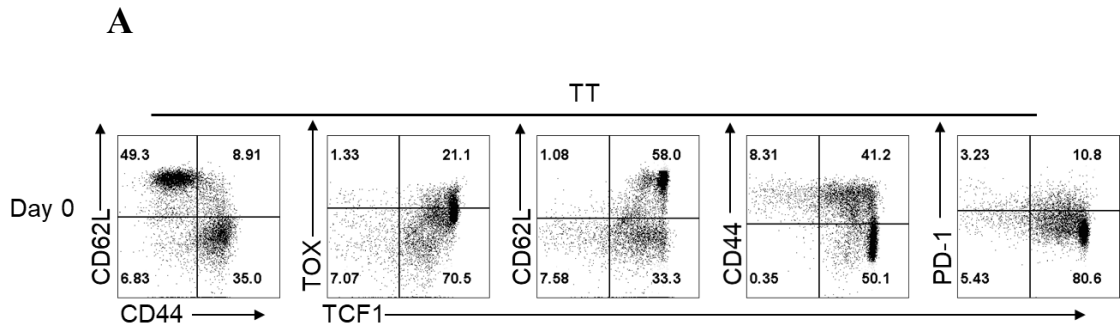 A
TT
Day 0
CD62L
49.3 8.91
6.83 35.0
CD44
TOX
1.33 21.1
7.07 70.5
TCF1
CD62L
1.08 58.0
7.58 33.3
CD44
8.31 41.2
0.35 50.1
PD-1
3.23 10.8
5.43 80.6